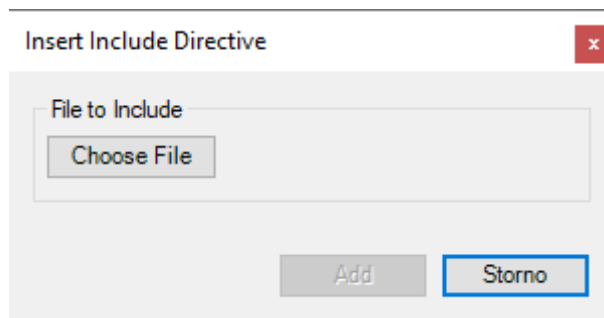 Insert Include Directive
x
File to Include
Choose File
Add
Storno